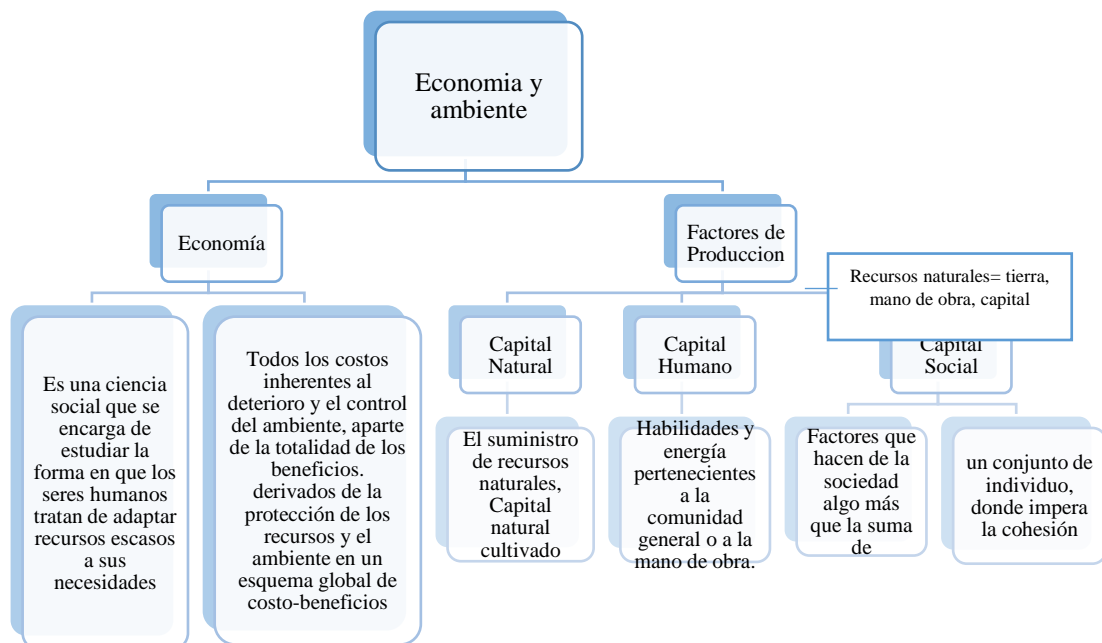 Economia y
ambiente
Economía
Factores de
Produccion
Recursos naturales= tierra,
mano de obra, capital
Es una ciencia
social que se
encarga de
estudiar la
forma en que los
seres humanos
tratan de adaptar
recursos escasos
a sus
necesidades
Todos los costos
inherentes al
deterioro y el control
del ambiente, aparte
de la totalidad de los
beneficios.
derivados de la
protección de los
recursos y el
ambiente en un
esquema global de
costo-beneficios
Capital
Natural
El suministro
de recursos
naturales,
Capital
natural
cultivado
Capital
Humano
Habilidades y
energía
pertenecientes
a la
comunidad
general o a la
mano de obra.
Capital
Social
Factores que
hacen de la
sociedad
algo más
que la suma
de
un conjunto de
individuo,
donde impera
la cohesión